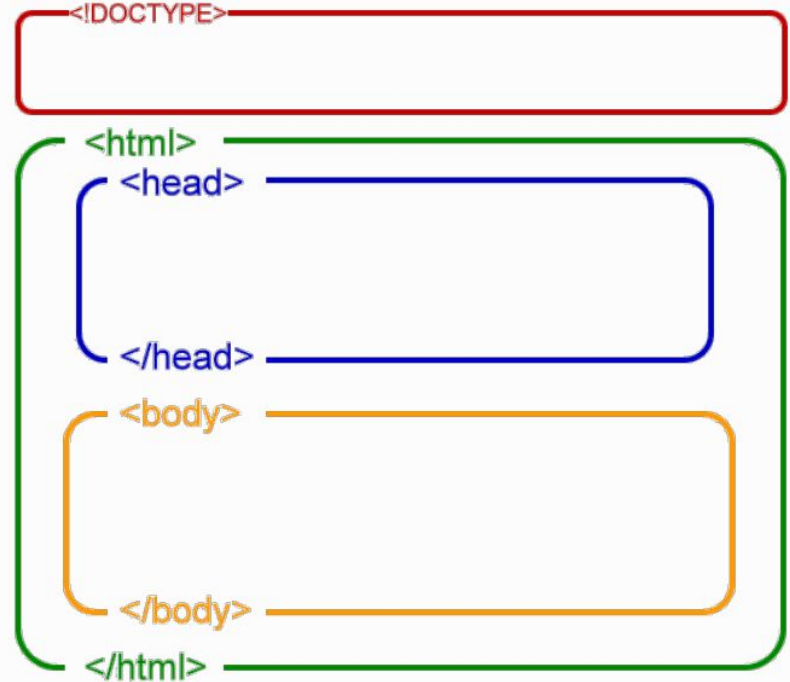 <!DOCTYPE>
<html>
<head>
</head>
<body>
</body>
</html>